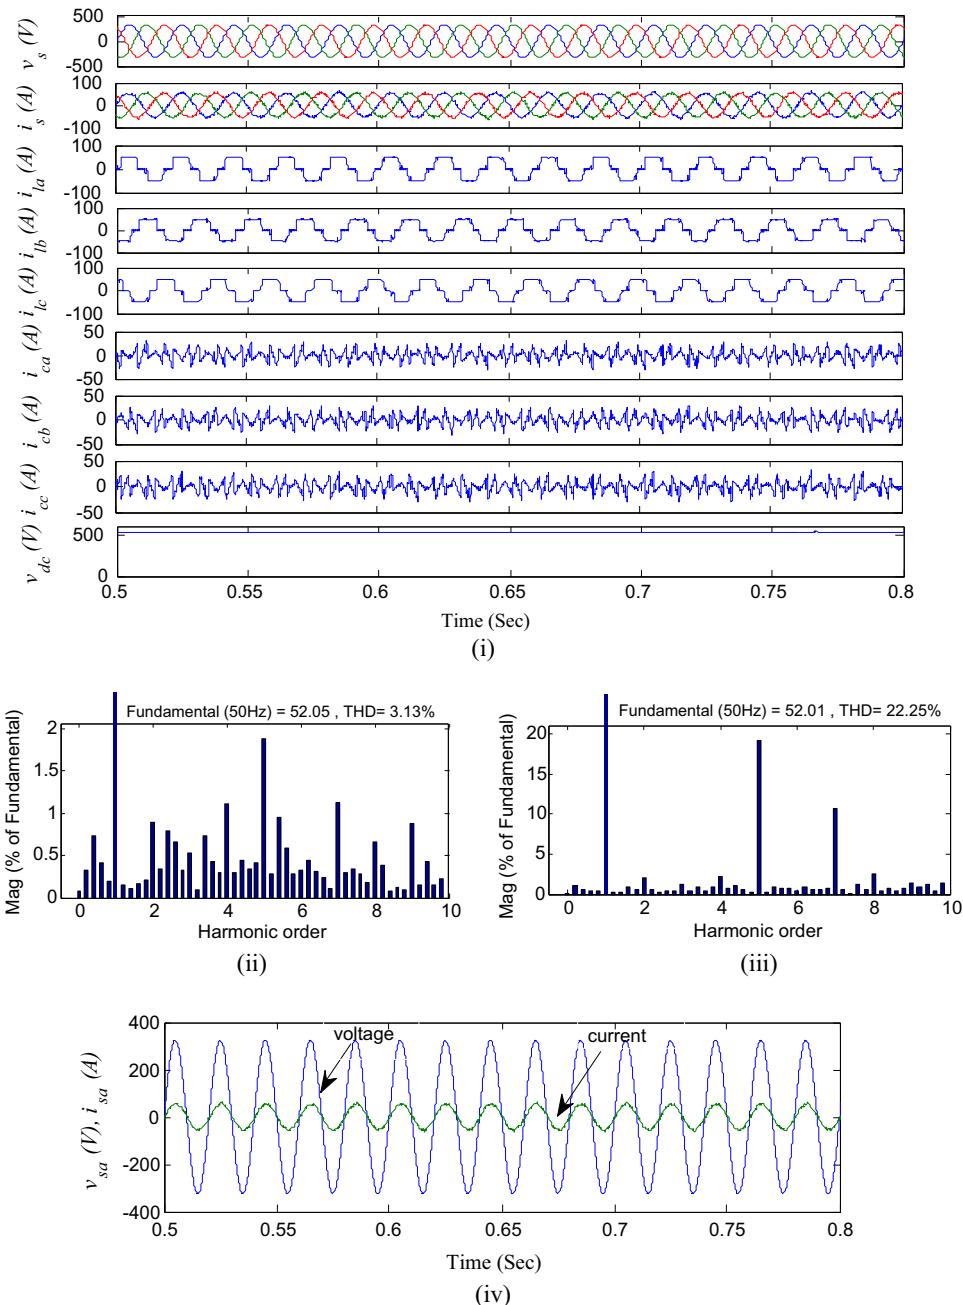 500
0
-500
v_s (V)
100
0
-100
i_s (A)
100
0
-100
i_la (A)
100
0
-100
i_lb (A)
100
0
-100
i_lc (A)
50
0
-50
i_ca (A)
50
0
-50
i_cb (A)
50
0
-50
i_cc (A)
500
0
v_dc (V)
0.5 0.55 0.6 0.65 0.7 0.75 0.8
Time (Sec)
(i)
Fundamental (50Hz) = 52.05 , THD= 3.13%
2
1.5
1
0.5
0
Mag (% of Fundamental)
0 2 4 6 8 10
Harmonic order
(ii)
Fundamental (50Hz) = 52.01 , THD= 22.25%
20
15
10
5
0
Mag (% of Fundamental)
0 2 4 6 8 10
Harmonic order
(iii)
400
200
0
-200
-400
v_sa (V), i_sa (A)
voltage
current
0.5 0.55 0.6 0.65 0.7 0.75 0.8
Time (Sec)
(iv)